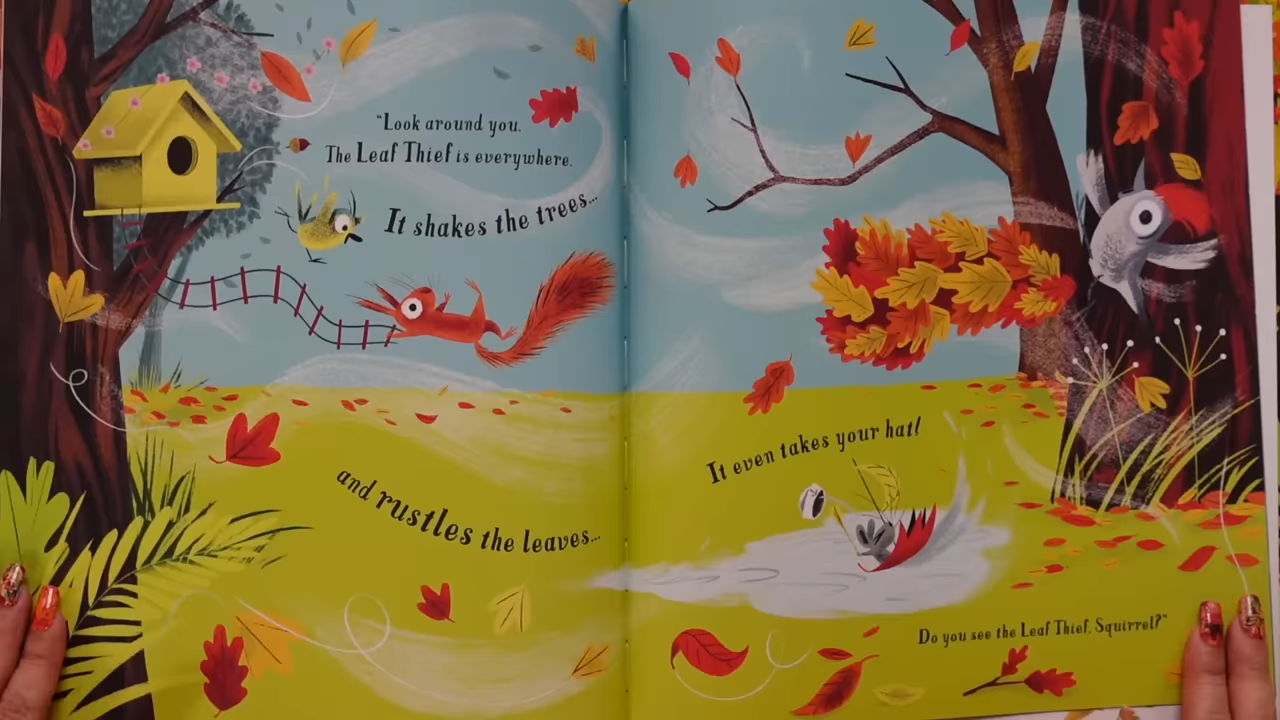 "Look around you.
The Leaf Thief is everywhere.
It shakes the trees...
and rustles the leaves...
It even takes your hat!
Do you see the Leaf Thief, Squirrel?"